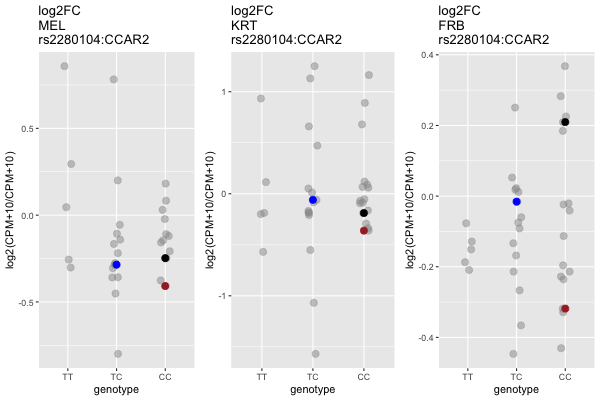 log2FC
MEL
rs2280104:CCAR2
log2(CPM+10/CPM+10)
0.5
0.0
-0.5
TT
TC
CC
genotype
log2FC
KRT
rs2280104:CCAR2
log2(CPM+10/CPM+10)
1
0
-1
TT
TC
CC
genotype
log2FC
FRB
rs2280104:CCAR2
log2(CPM+10/CPM+10)
0.4
0.2
0.0
-0.2
-0.4
TT
TC
CC
genotype